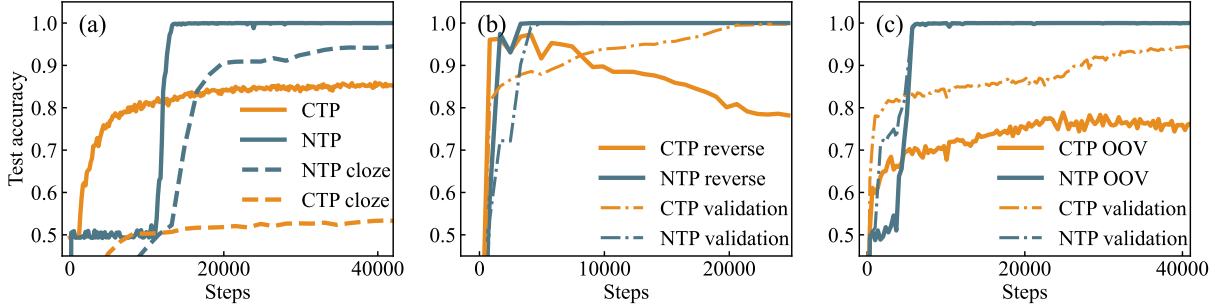 (a)
(b)
(c)
Test accuracy
1.0
0.9
0.8
0.7
0.6
0.5
CTP
NTP
NTP cloze
CTP cloze
0
20000
40000
Steps
1.0
0.9
0.8
0.7
0.6
0.5
CTP reverse
NTP reverse
CTP validation
NTP validation
0
10000
20000
Steps
1.0
0.9
0.8
0.7
0.6
0.5
CTP OOV
NTP OOV
CTP validation
NTP validation
0
20000
40000
Steps